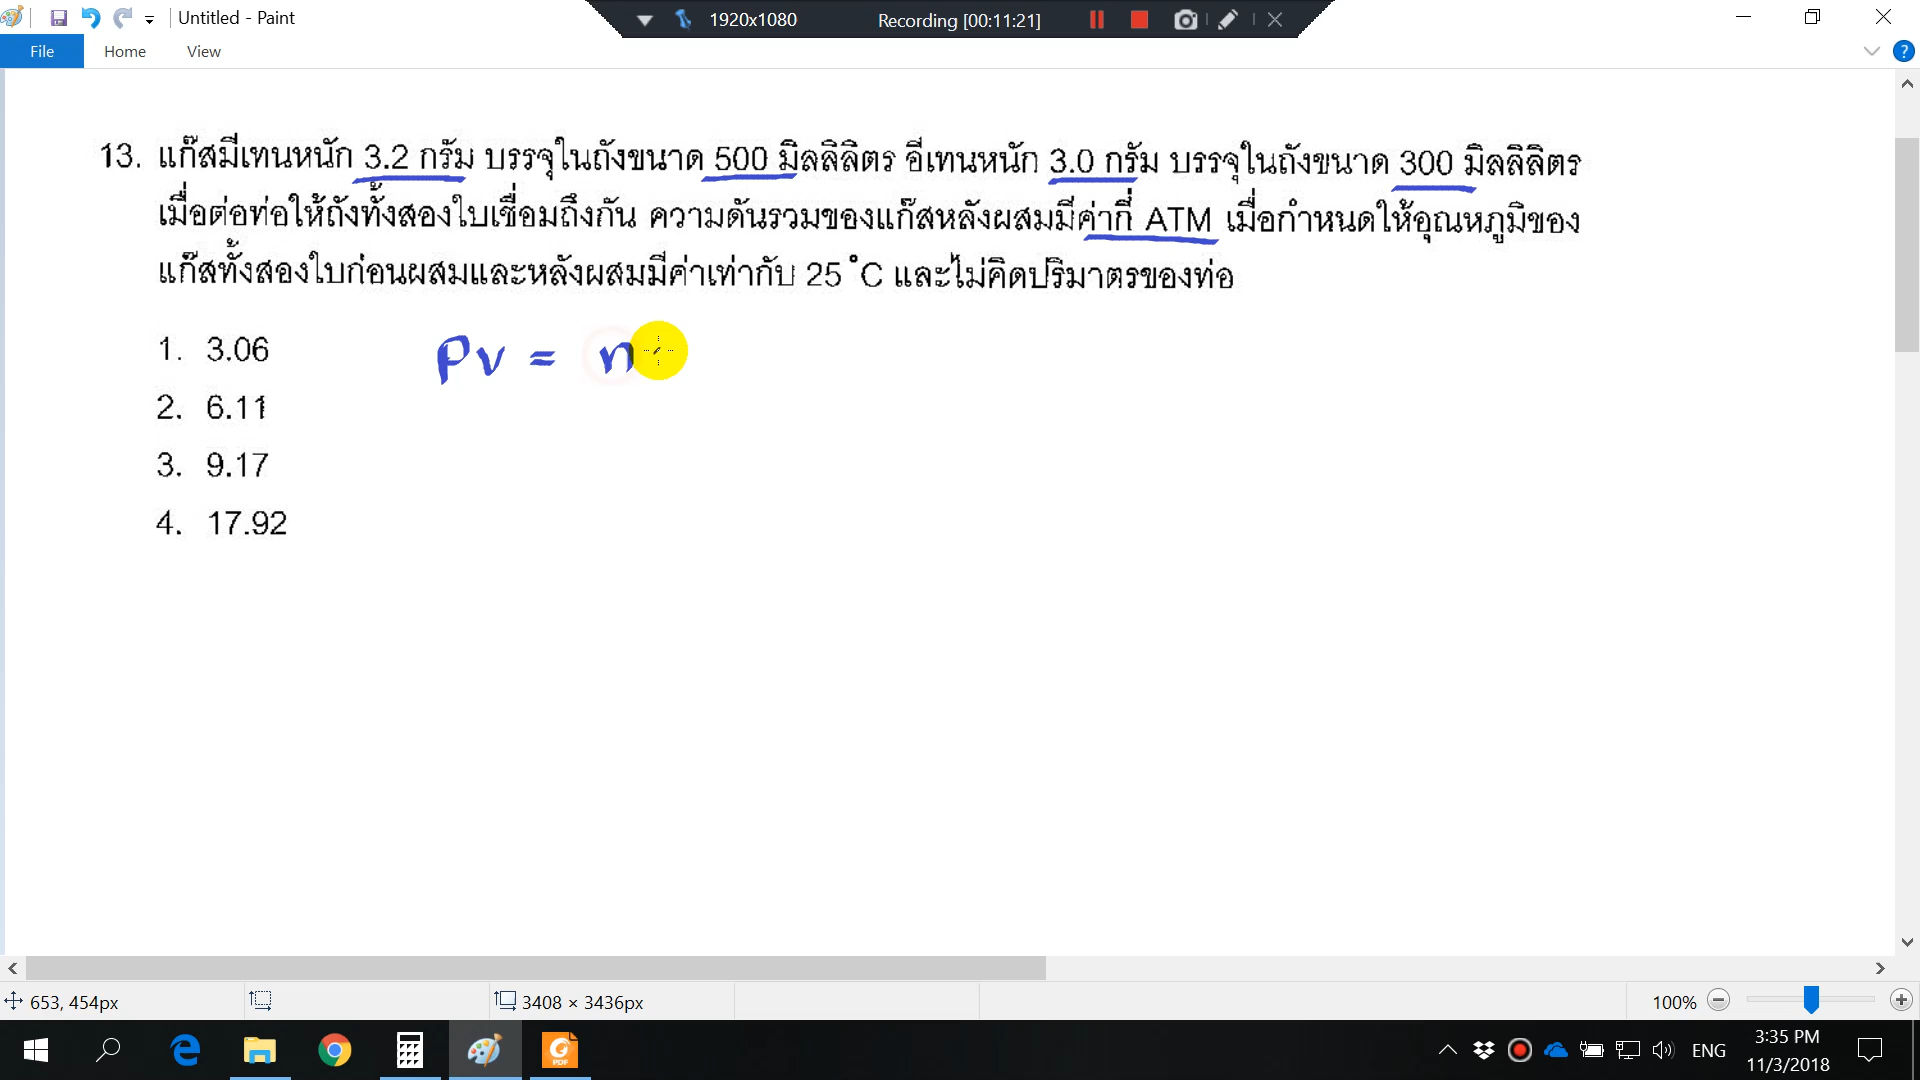 Untitled - Paint
1920x1080
Recording [00:11:21]
File
Home
View
13. แก๊สมีเทนหนัก 3.2 กรัม บรรจุในถังขนาด 500 มิลลิลิตร อีเทนหนัก 3.0 กรัม บรรจุในถังขนาด 300 มิลลิลิตร
เมื่อต่อท่อให้ถังทั้งสองใบเชื่อมถึงกัน ความดันรวมของแก๊สหลังผสมมีค่ากี่ ATM เมื่อกำหนดให้อุณหภูมิของ
แก๊สทั้งสองใบก่อนผสมและหลังผสมมีค่าเท่ากับ 25 °C และไม่คิดปริมาตรของท่อ
1. 3.06
PV = n
2. 6.11
3. 9.17
4. 17.92
653, 454px
3408 × 3436px
100%
PDF
ENG
3:35 PM
11/3/2018